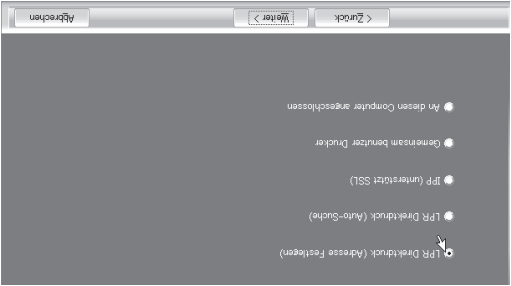 LPR Direktdruck (Adresse Festlegen)
LPR Direktdruck (Auto-Suche)
IPP (unterstützt SSL)
Gemeinsam benutzer Drucker
An diesen Computer angeschlossen
< Zurück
Weiter >
Abbrechen